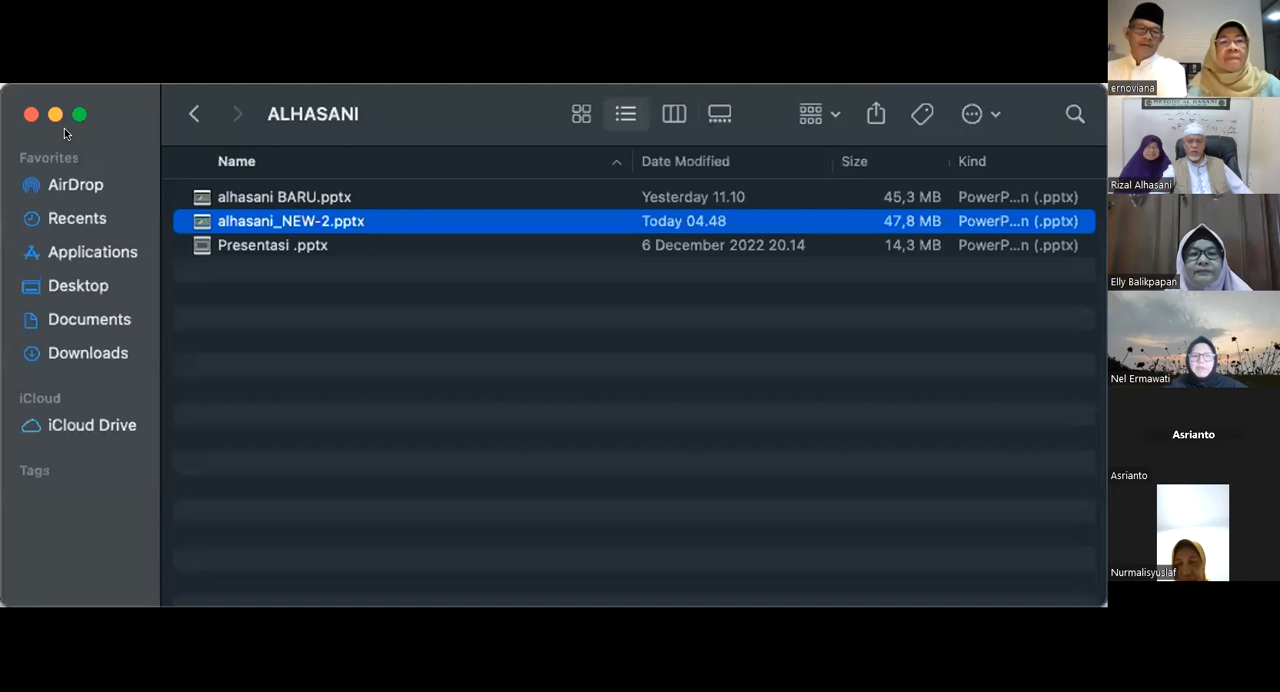 ALHASANI
Favorites
AirDrop
Recents
Applications
Desktop
Documents
Downloads
iCloud
iCloud Drive
Tags
Name Date Modified Size Kind
alhasani BARU.pptx Yesterday 11.10 45,3 MB PowerP...n (.pptx)
alhasani_NEW-2.pptx Today 04.48 47,8 MB PowerP...n (.pptx)
Presentasi .pptx 6 December 2022 20.14 14,3 MB PowerP...n (.pptx)
ernoviana
METODE AL HASANI
Rizal Alhasani
Elly Balikpapan
Nel Ermawati
Asrianto
Asrianto
Nurmalisyuslaf